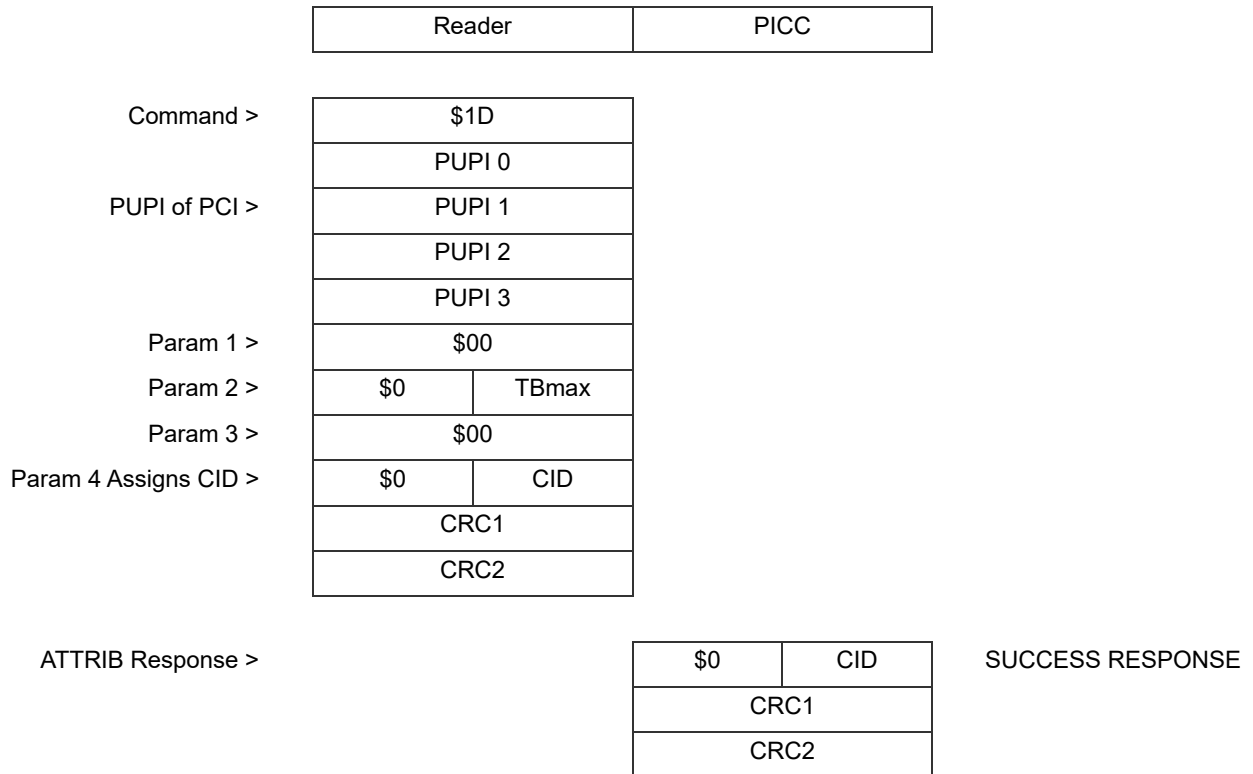 Reader PICC
Command > $1D
PUPI 0
PUPI of PCI > PUPI 1
PUPI 2
PUPI 3
Param 1 > $00
Param 2 > $0 TBmax
Param 3 > $00
Param 4 Assigns CID > $0 CID
CRC1
CRC2
ATTRIB Response > $0 CID SUCCESS RESPONSE
CRC1
CRC2